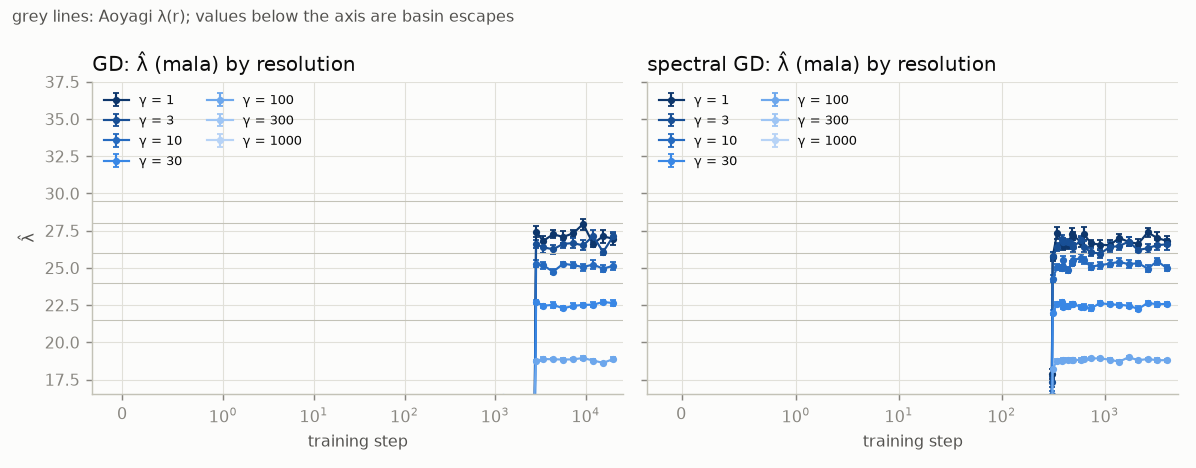 grey lines: Aoyagi λ(r); values below the axis are basin escapes
GD: λ̂ (mala) by resolution
spectral GD: λ̂ (mala) by resolution
37.5
35.0
32.5
30.0
27.5
25.0
22.5
20.0
17.5
λ̂
γ = 1
γ = 3
γ = 10
γ = 30
γ = 100
γ = 300
γ = 1000
γ = 1
γ = 3
γ = 10
γ = 30
γ = 100
γ = 300
γ = 1000
0
10⁰
10¹
10²
10³
10⁴
0
10⁰
10¹
10²
10³
training step
training step